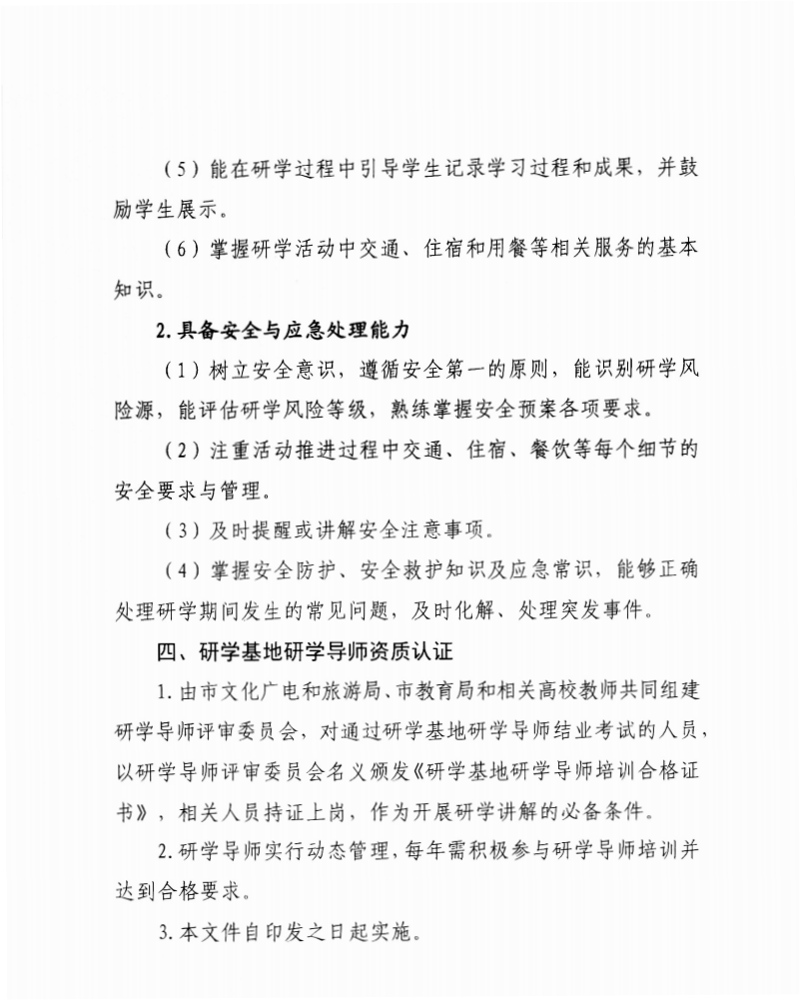 （5）能在研学过程中引导学生记录学习过程和成果，并鼓
励学生展示。
（6）掌握研学活动中交通、住宿和用餐等相关服务的基本
知识。
2.具备安全与应急处理能力
（1）树立安全意识，遵循安全第一的原则，能识别研学风
险源，能评估研学风险等级，熟练掌握安全预案各项要求。
（2）注重活动推进过程中交通、住宿、餐饮等每个细节的
安全要求与管理。
（3）及时提醒或讲解安全注意事项。
（4）掌握安全防护、安全救护知识及应急常识，能够正确
处理研学期间发生的常见问题，及时化解、处理突发事件。
四、研学基地研学导师资质认证
1.由市文化广电和旅游局、市教育局和相关高校教师共同组建
研学导师评审委员会，对通过研学基地研学导师结业考试的人员，
以研学导师评审委员会名义颁发《研学基地研学导师培训合格证
书》，相关人员持证上岗，作为开展研学讲解的必备条件。
2.研学导师实行动态管理，每年需积极参与研学导师培训并
达到合格要求。
3.本文件自印发之日起实施。